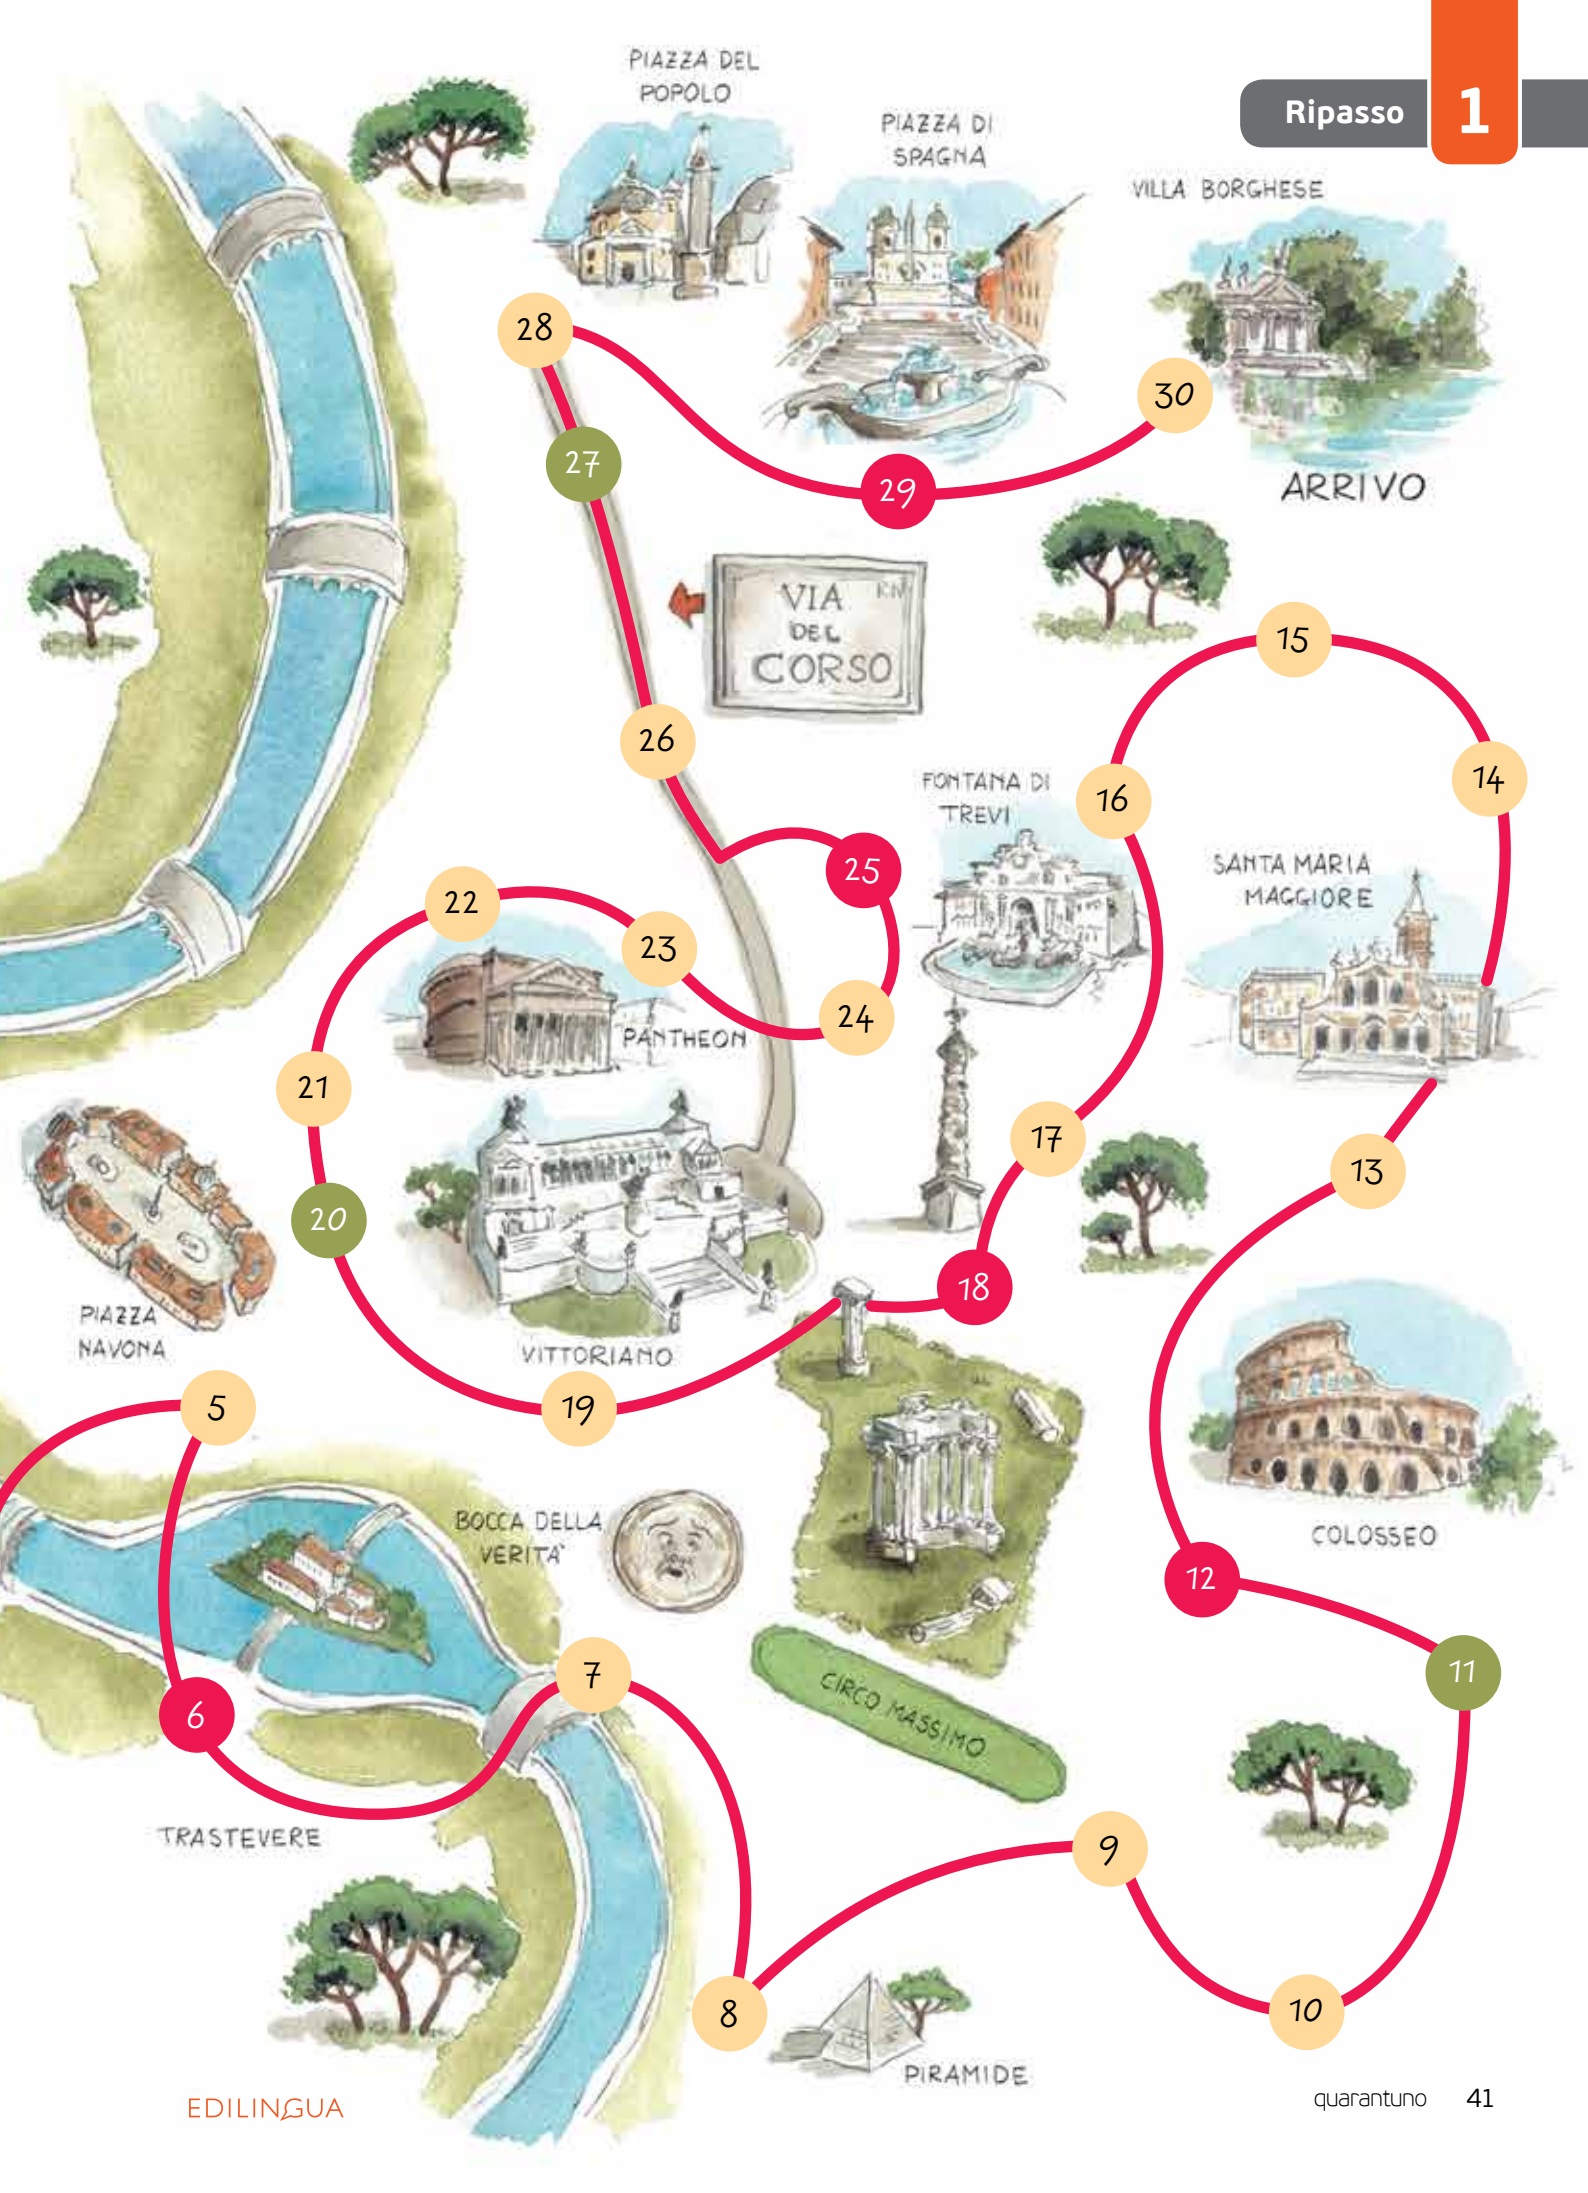 Ripasso 1
PIAZZA DEL
POPOLO
PIAZZA DI
SPAGNA
VILLA BORGHESE
28
30
27
29
ARRIVO
VIA
DEL
CORSO
RN
15
26
14
16
FONTANA DI
TREVI
25
SANTA MARIA
MAGGIORE
22
23
24
PANTHEON
21
17
13
20
18
PIAZZA
NAVONA
VITTORIANO
19
5
COLOSSEO
BOCCA DELLA
VERITA'
12
11
7
6
CIRCO MASSIMO
TRASTEVERE
9
10
8
PIRAMIDE
EDILINGUA
quarantuno 41